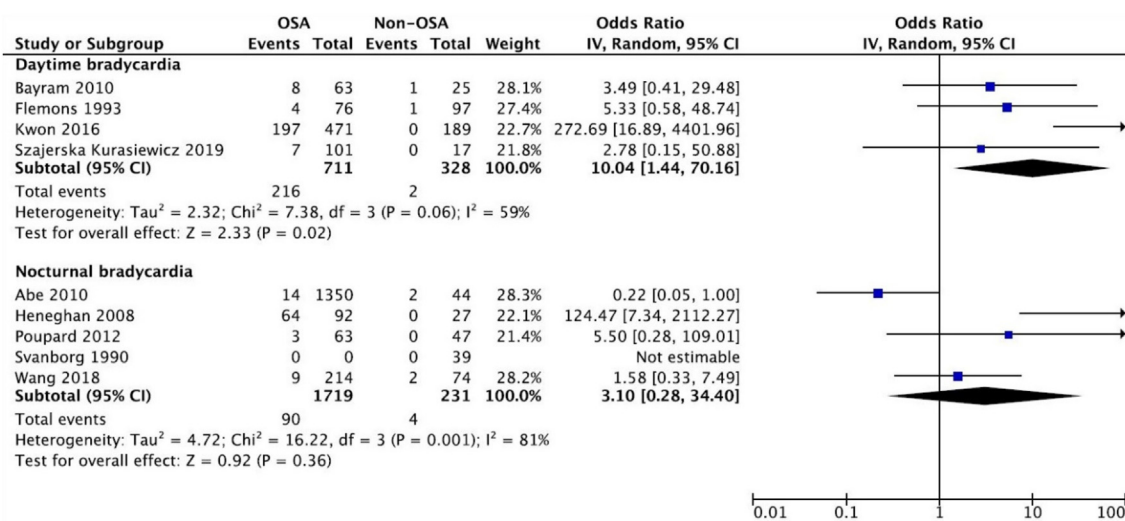 OSA Non-OSA Odds Ratio Odds Ratio
Study or Subgroup Events Total Events Total Weight IV, Random, 95% CI IV, Random, 95% CI
Daytime bradycardia
Bayram 2010 8 63 1 25 28.1% 3.49 [0.41, 29.48]
Flemons 1993 4 76 1 97 27.4% 5.33 [0.58, 48.74]
Kwon 2016 197 471 0 189 22.7% 272.69 [16.89, 4401.96]
Szajerska Kurasiewicz 2019 7 101 0 17 21.8% 2.78 [0.15, 50.88]
Subtotal (95% CI) 711 328 100.0% 10.04 [1.44, 70.16]
Total events 216 2
Heterogeneity: Tau² = 2.32; Chi² = 7.38, df = 3 (P = 0.06); I² = 59%
Test for overall effect: Z = 2.33 (P = 0.02)
Nocturnal bradycardia
Abe 2010 14 1350 2 44 28.3% 0.22 [0.05, 1.00]
Heneghan 2008 64 92 0 27 22.1% 124.47 [7.34, 2112.27]
Poupard 2012 3 63 0 47 21.4% 5.50 [0.28, 109.01]
Svanborg 1990 0 0 0 39 Not estimable
Wang 2018 9 214 2 74 28.2% 1.58 [0.33, 7.49]
Subtotal (95% CI) 1719 231 100.0% 3.10 [0.28, 34.40]
Total events 90 4
Heterogeneity: Tau² = 4.72; Chi² = 16.22, df = 3 (P = 0.001); I² = 81%
Test for overall effect: Z = 0.92 (P = 0.36)
0.01 0.1 1 10 100